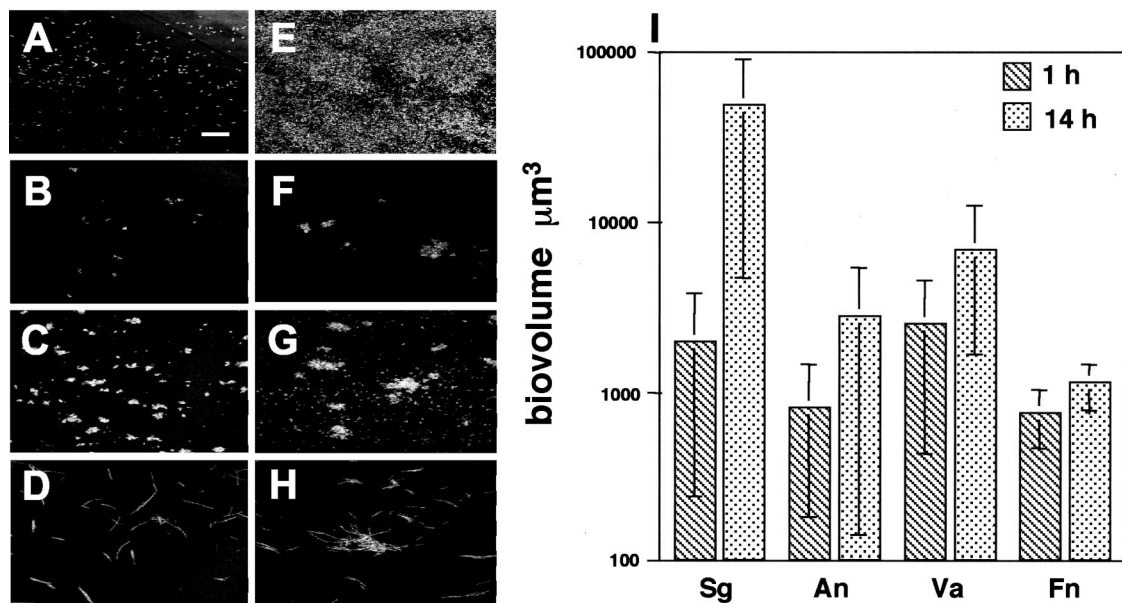 A
E
B
F
C
G
D
H
I
100000
10000
1000
100
biovolume μm³
1 h
14 h
Sg An Va Fn